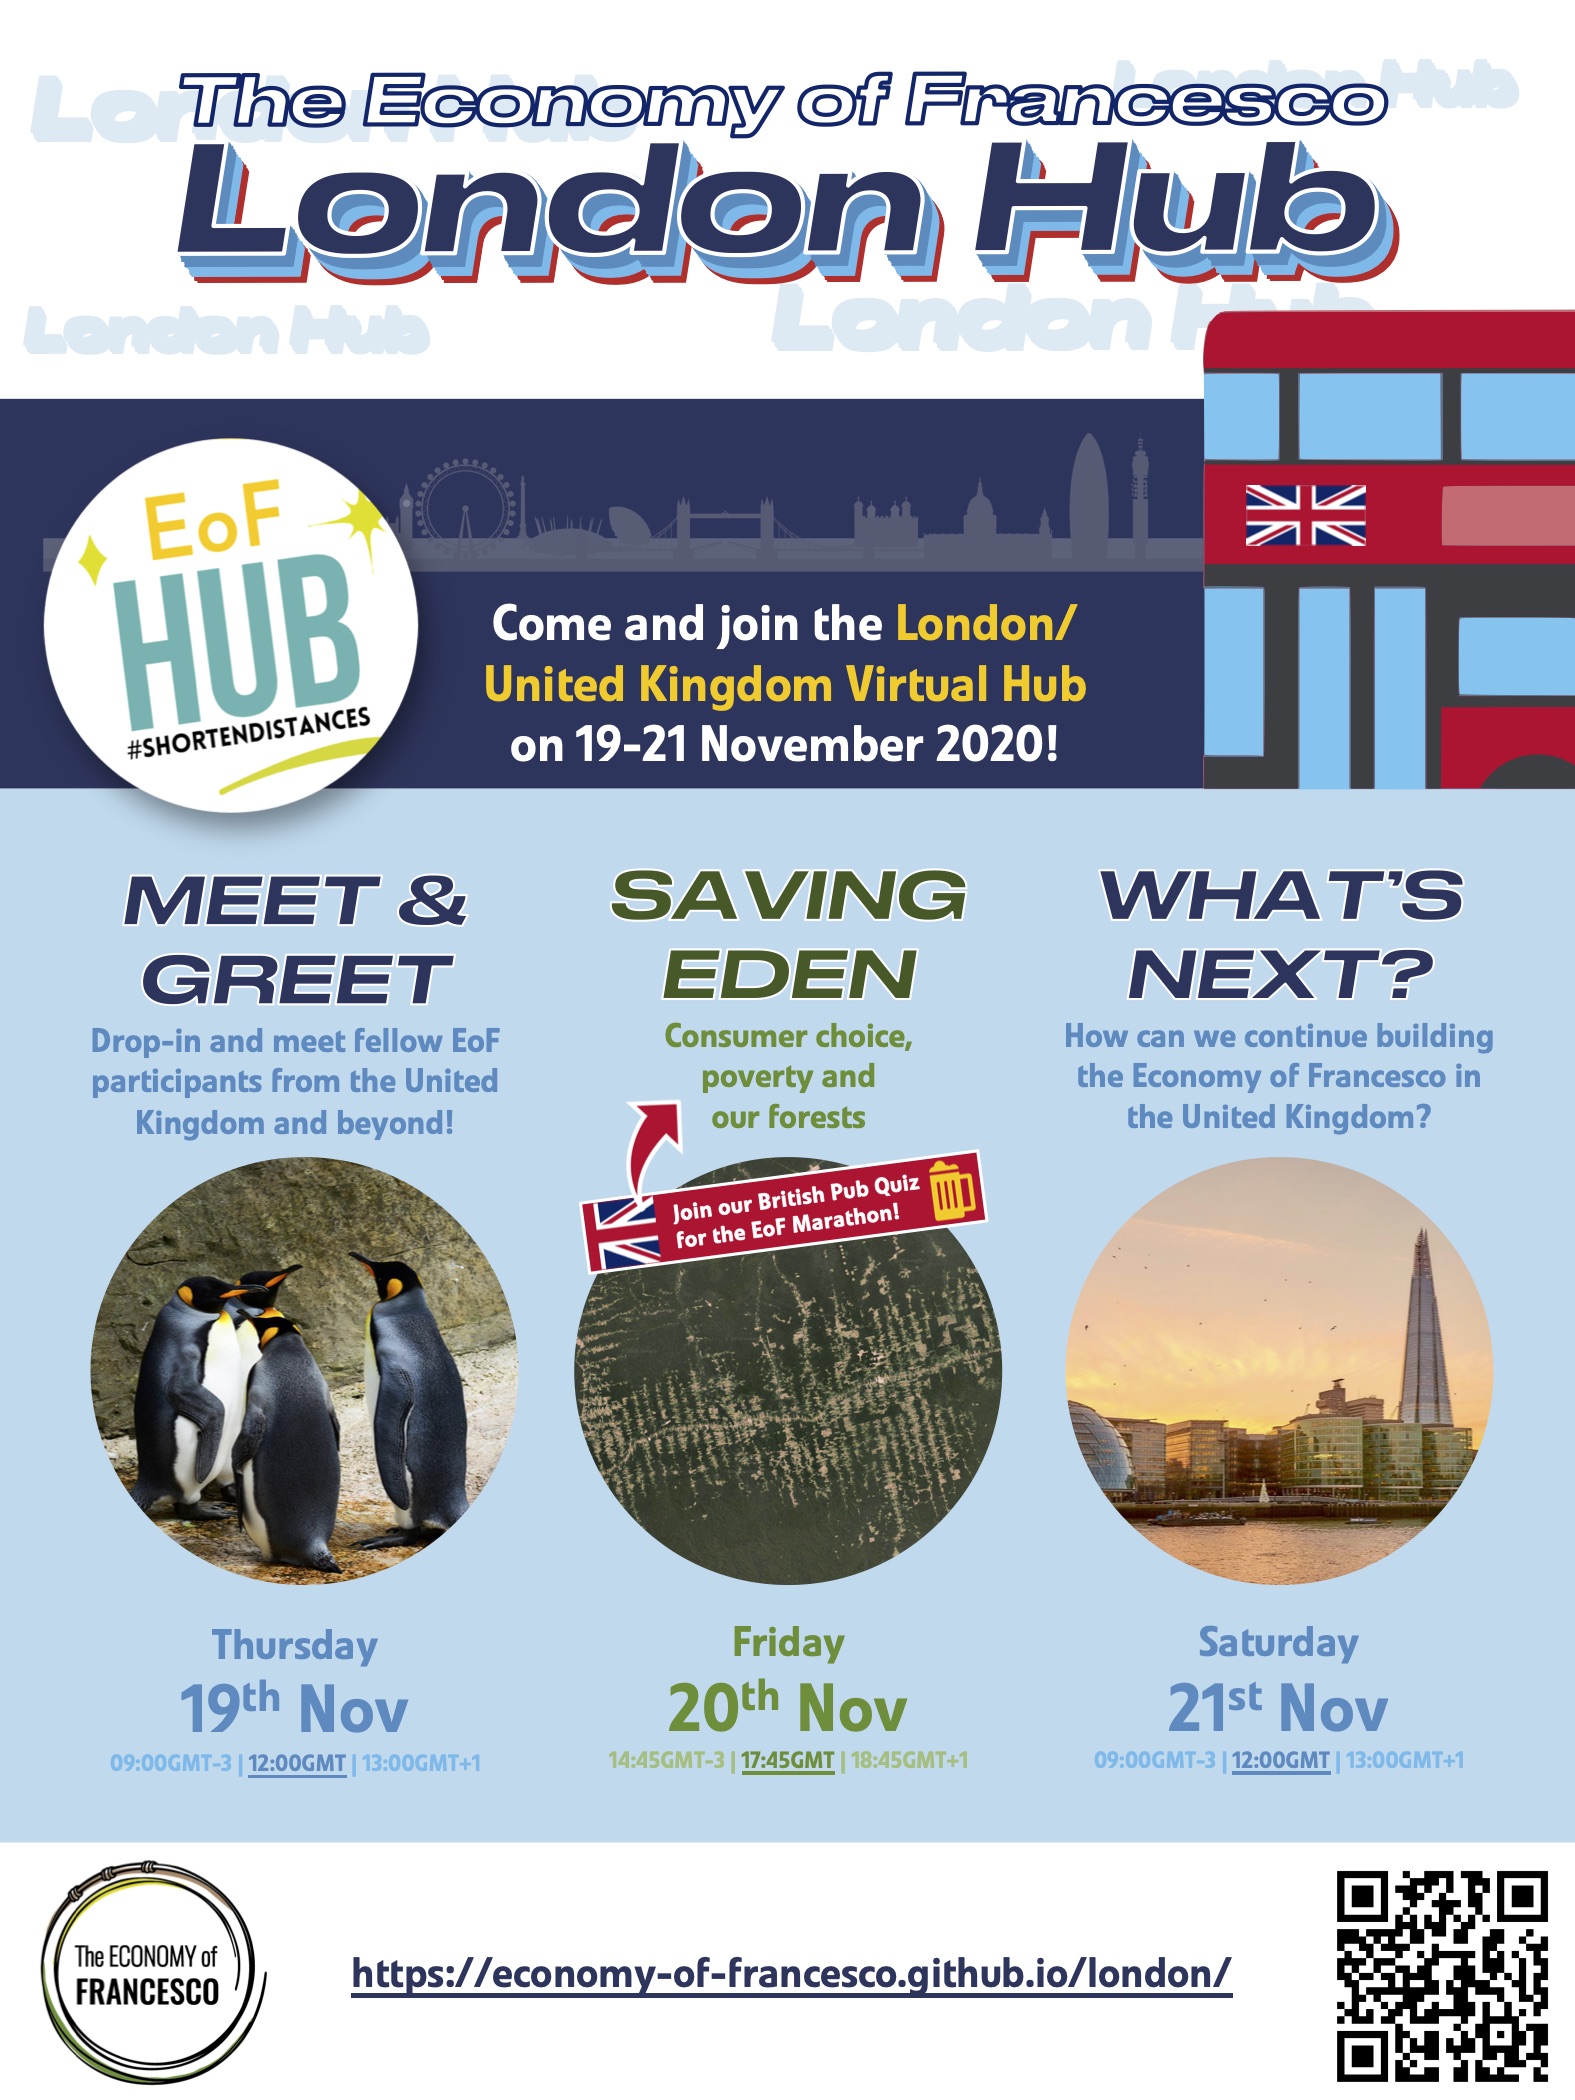 London Hub
London Hub
The Economy of Francesco
London Hub
London Hub
London Hub
EoF
HUB
#SHORTENDISTANCES
Come and join the London/
United Kingdom Virtual Hub
on 19-21 November 2020!
MEET &
GREET
Drop-in and meet fellow EoF
participants from the United
Kingdom and beyond!
Thursday
19th Nov
09:00GMT-3 | 12:00GMT | 13:00GMT+1
SAVING
EDEN
Consumer choice,
poverty and
our forests
Join our British Pub Quiz
for the EoF Marathon!
Friday
20th Nov
14:45GMT-3 | 17:45GMT | 18:45GMT+1
WHAT'S
NEXT?
How can we continue building
the Economy of Francesco in
the United Kingdom?
Saturday
21st Nov
09:00GMT-3 | 12:00GMT | 13:00GMT+1
The ECONOMY of
FRANCESCO
https://economy-of-francesco.github.io/london/